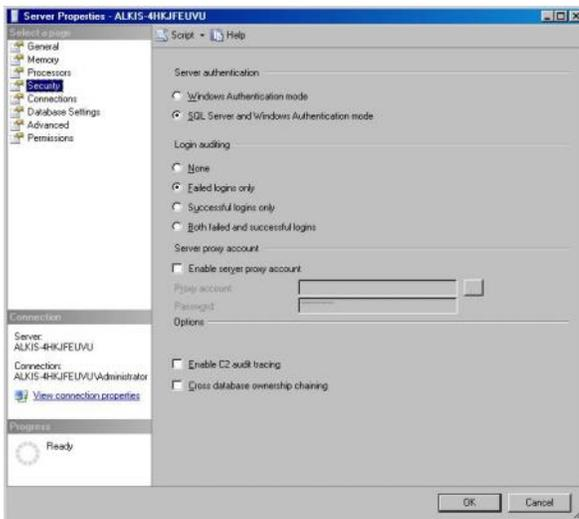 Server Properties - ALKIS-4HKJFEUVU
Select a page
General
Memory
Processors
Security
Connections
Database Settings
Advanced
Permissions
Script
Help
Server authentication
Windows Authentication mode
SQL Server and Windows Authentication mode
Login auditing
None
Failed logins only
Successful logins only
Both failed and successful logins
Server proxy account
Enable server proxy account
Proxy account:
Password:
Options
Enable C2 audit tracing
Cross database ownership chaining
Connection
Server:
ALKIS-4HKJFEUVU
Connection:
ALKIS-4HKJFEUVU\Administrator
View connection properties
Progress
Ready
OK
Cancel